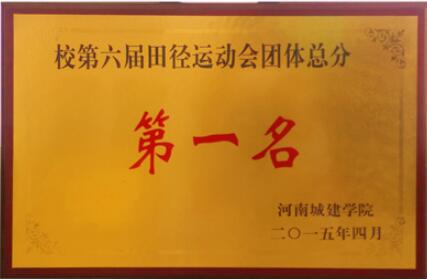 校第六届田径运动会团体总分
第一名
河南城建学院
二〇一五年四月